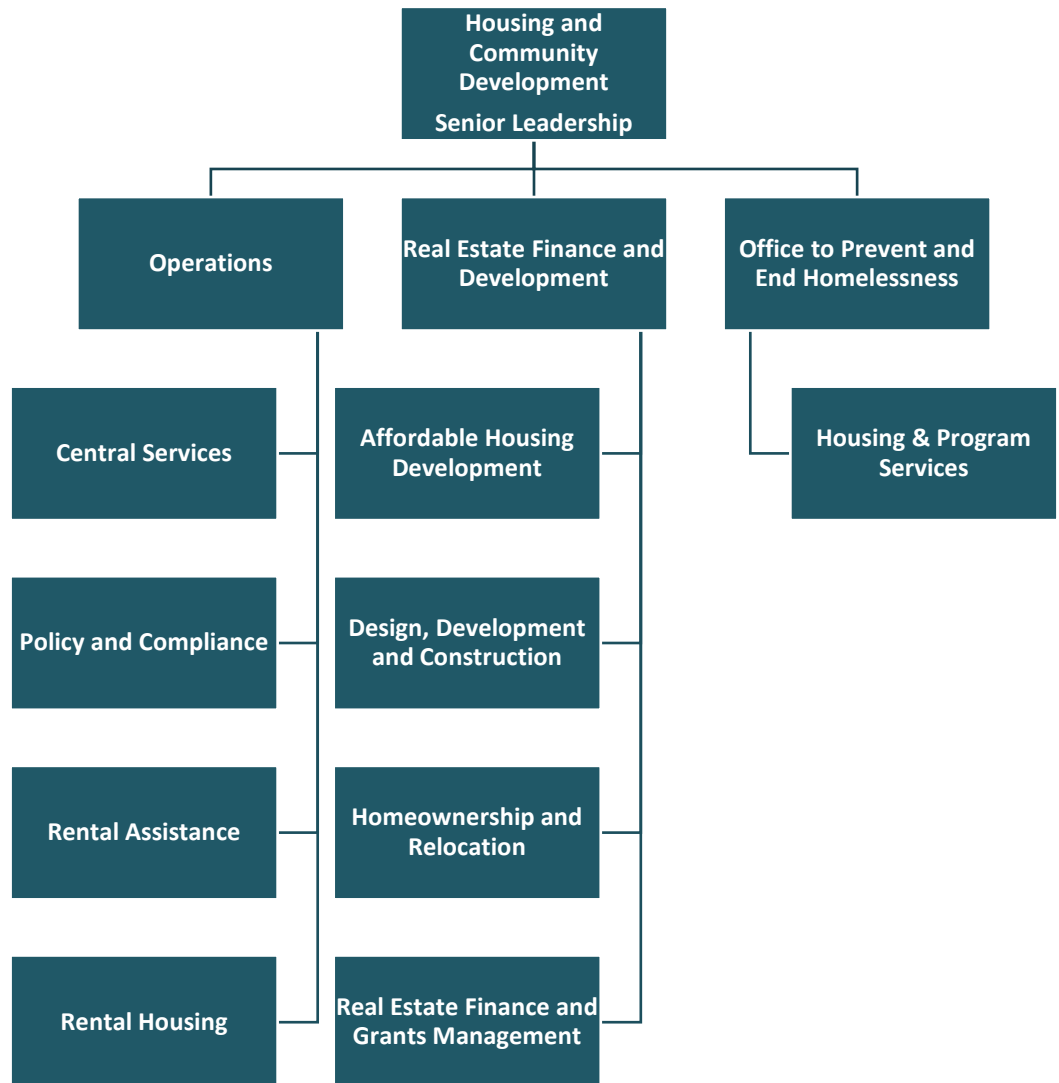 Housing and
Community
Development
Senior Leadership
Operations
Real Estate Finance and
Development
Office to Prevent and
End Homelessness
Central Services
Affordable Housing
Development
Housing & Program
Services
Policy and Compliance
Design, Development
and Construction
Rental Assistance
Homeownership and
Relocation
Rental Housing
Real Estate Finance and
Grants Management